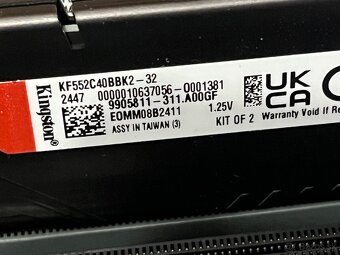 Kingston
KF552C40BBK2-32
2447 0000010637056-0001381
9905811-311.A00GF
EOMM08B2411 1.25V
ASSY IN TAIWAN (3) KIT OF 2
UK
CA
Warranty Void If Re